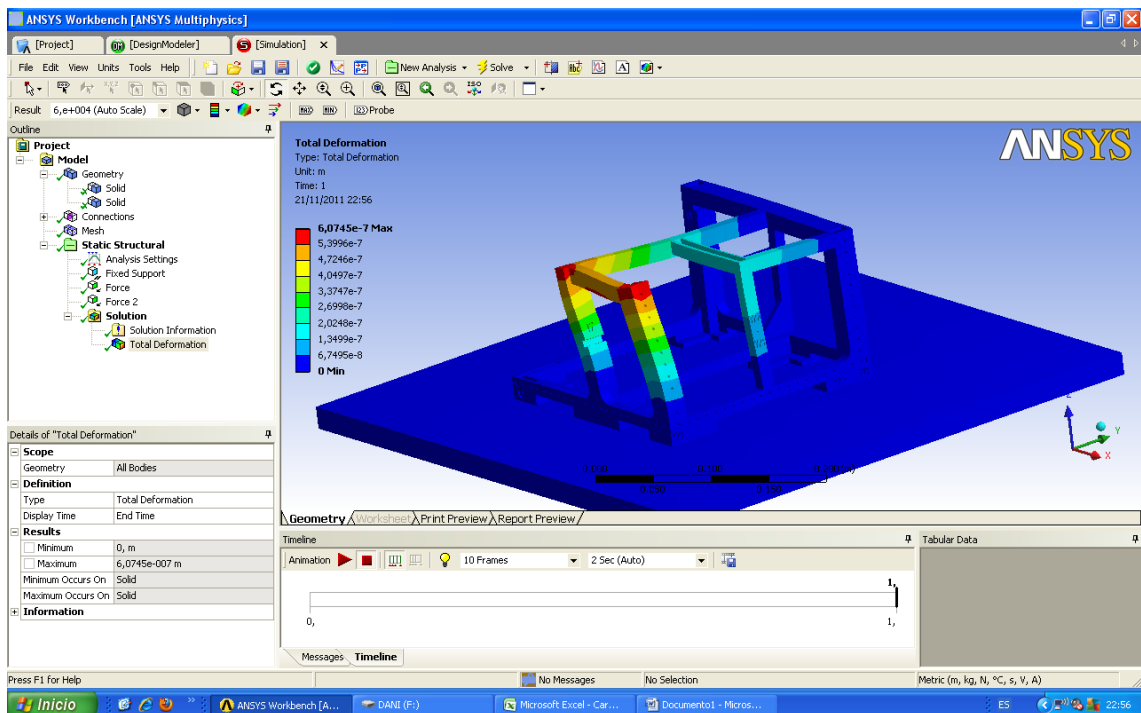 ANSYS Workbench [ANSYS Multiphysics]
[Project] [DesignModeler] [Simulation]
File Edit View Units Tools Help New Analysis Solve
Result 6,e+004 (Auto Scale) MAX MIN Probe
Outline
Project
Model
Geometry
Solid
Solid
Connections
Mesh
Static Structural
Analysis Settings
Fixed Support
Force
Force 2
Solution
Solution Information
Total Deformation
Total Deformation
Type: Total Deformation
Unit: m
Time: 1
21/11/2011 22:56
6,0745e-7 Max
5,3996e-7
4,7246e-7
4,0497e-7
3,3747e-7
2,6998e-7
2,0248e-7
1,3499e-7
6,7495e-8
0 Min
ANSYS
Z
Y
X
0.000 0.100 0.200 (m)
0.050 0.150
Geometry Worksheet Print Preview Report Preview
Details of "Total Deformation"
Scope
Geometry All Bodies
Definition
Type Total Deformation
Display Time End Time
Results
Minimum 0, m
Maximum 6,0745e-007 m
Minimum Occurs On Solid
Maximum Occurs On Solid
Information
Timeline
Animation 10 Frames 2 Sec (Auto)
1,
0, 1,
Messages Timeline
Tabular Data
Press F1 for Help No Messages No Selection Metric (m, kg, N, °C, s, V, A)
Inicio ANSYS Workbench [A... DANI (F:) Microsoft Excel - Car... Documento1 - Micros... ES 22:56